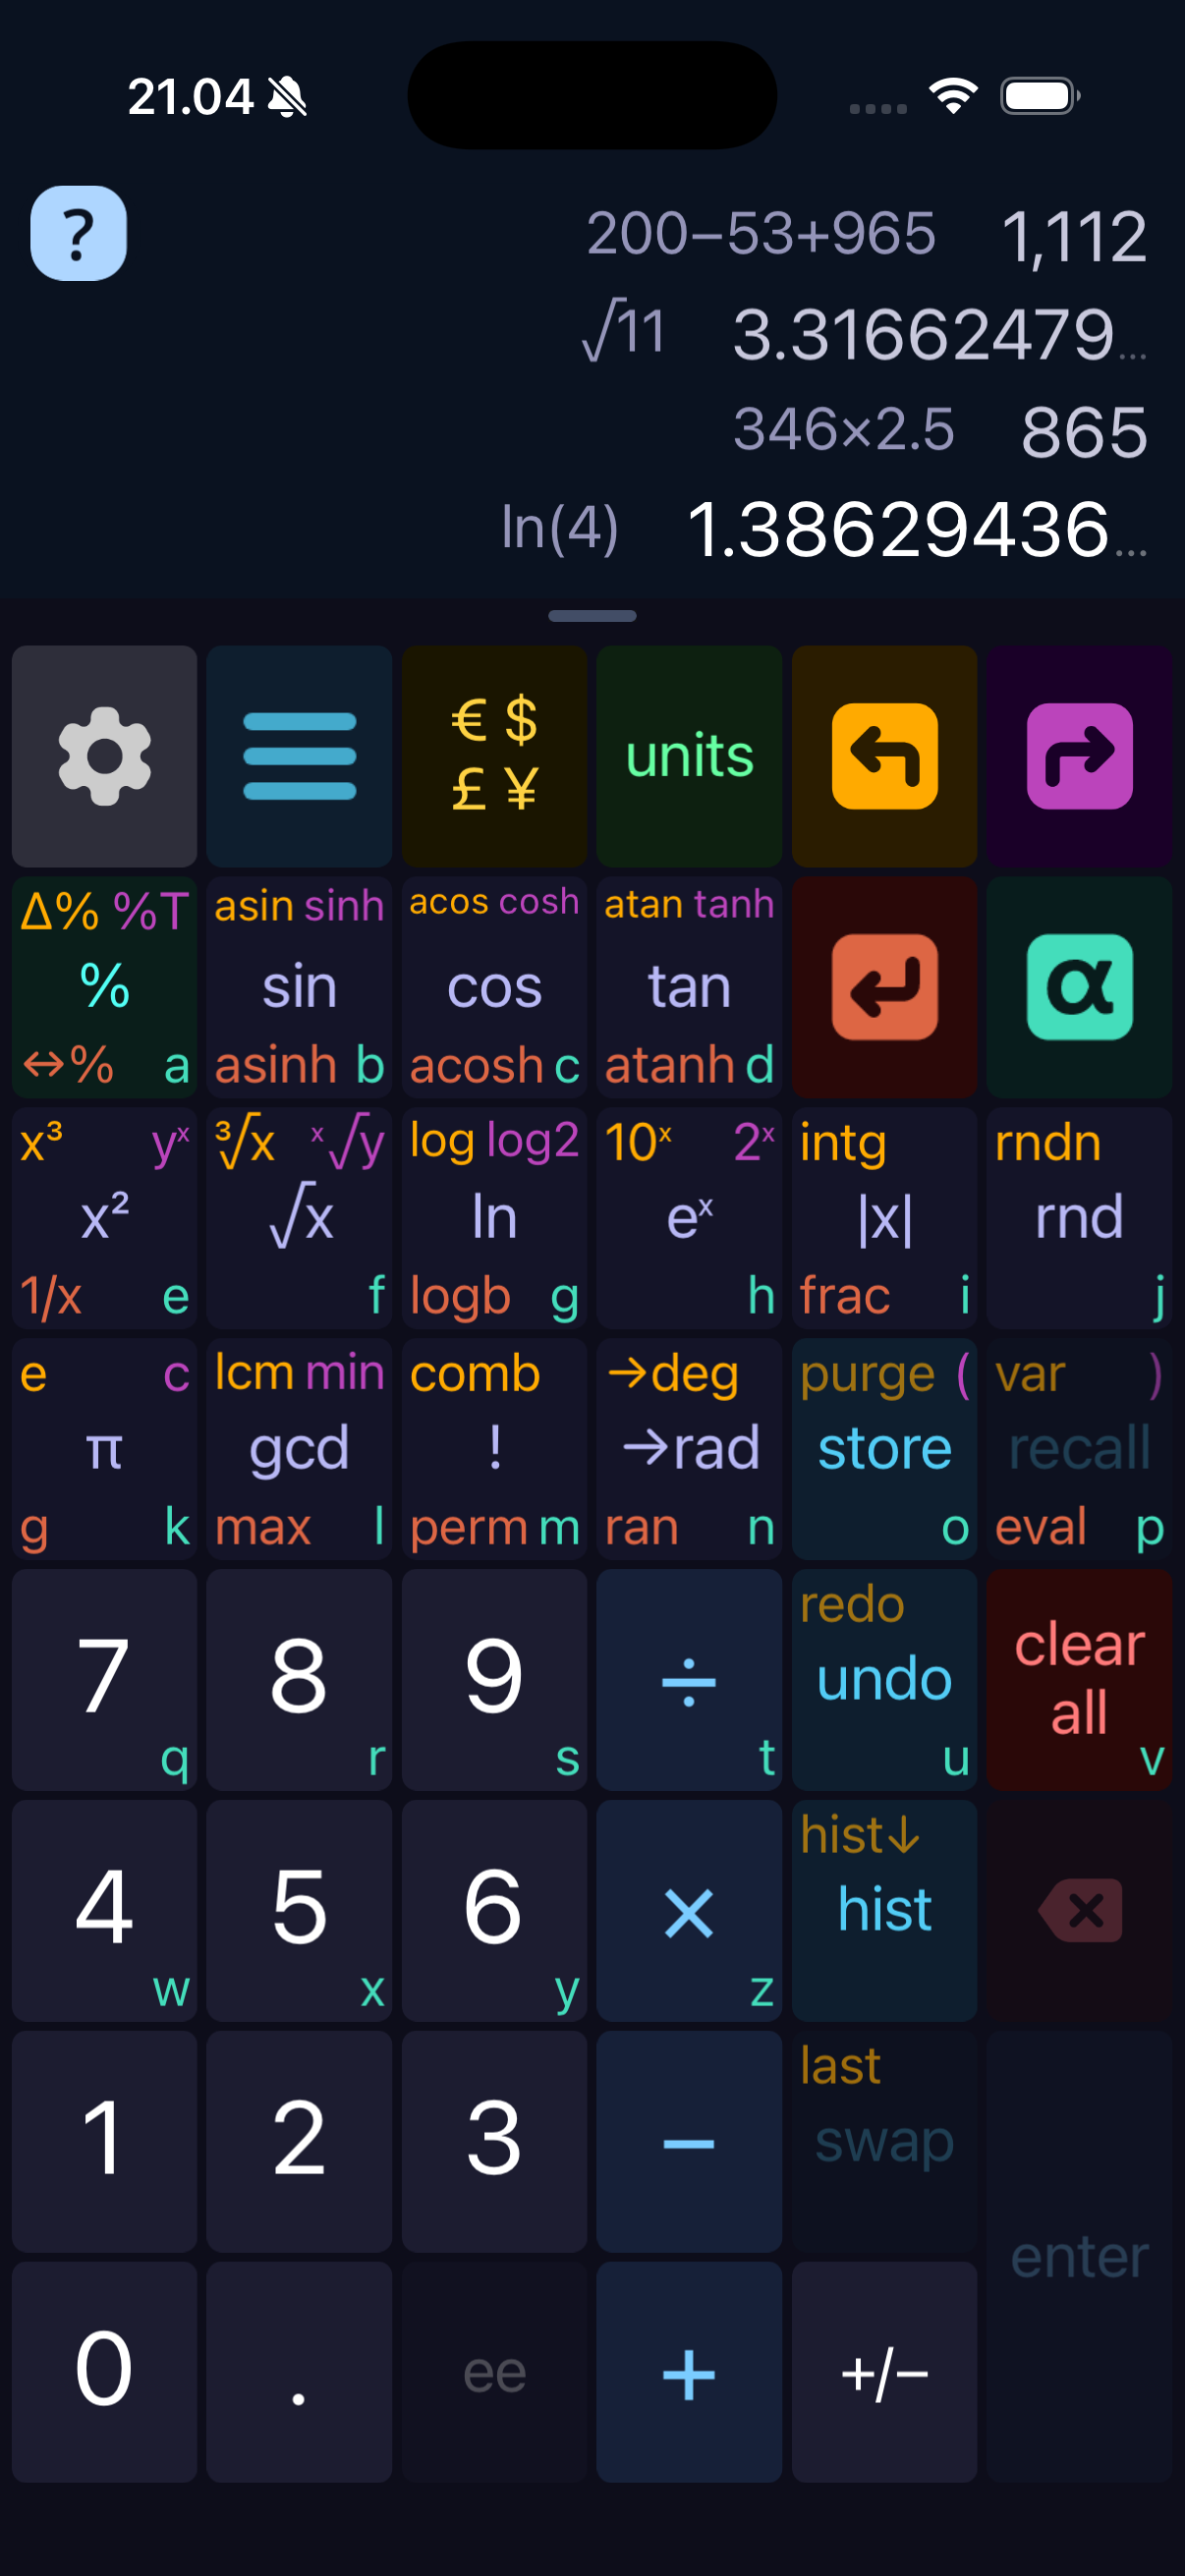 21.04
?
200−53+965 1,112
√11 3.31662479...
346×2.5 865
ln(4) 1.38629436...
€ $
£ ¥
units
Δ% %T asin sinh acos cosh atan tanh
% sin cos tan α
↔% a asinh b acosh c atanh d
x³ yˣ ³√x ˣ√y log log2 10ˣ 2ˣ intg rndn
x² √x ln eˣ |x| rnd
1/x e f logb g h frac i j
e c lcm min comb →deg purge ( var )
π gcd ! →rad store recall
g k max l perm m ran n o eval p
redo
7 8 9 ÷ undo clear all
q r s t u v
hist↓
4 5 6 × hist
w x y z
last
1 2 3 − swap
enter
0 . ee + +/−